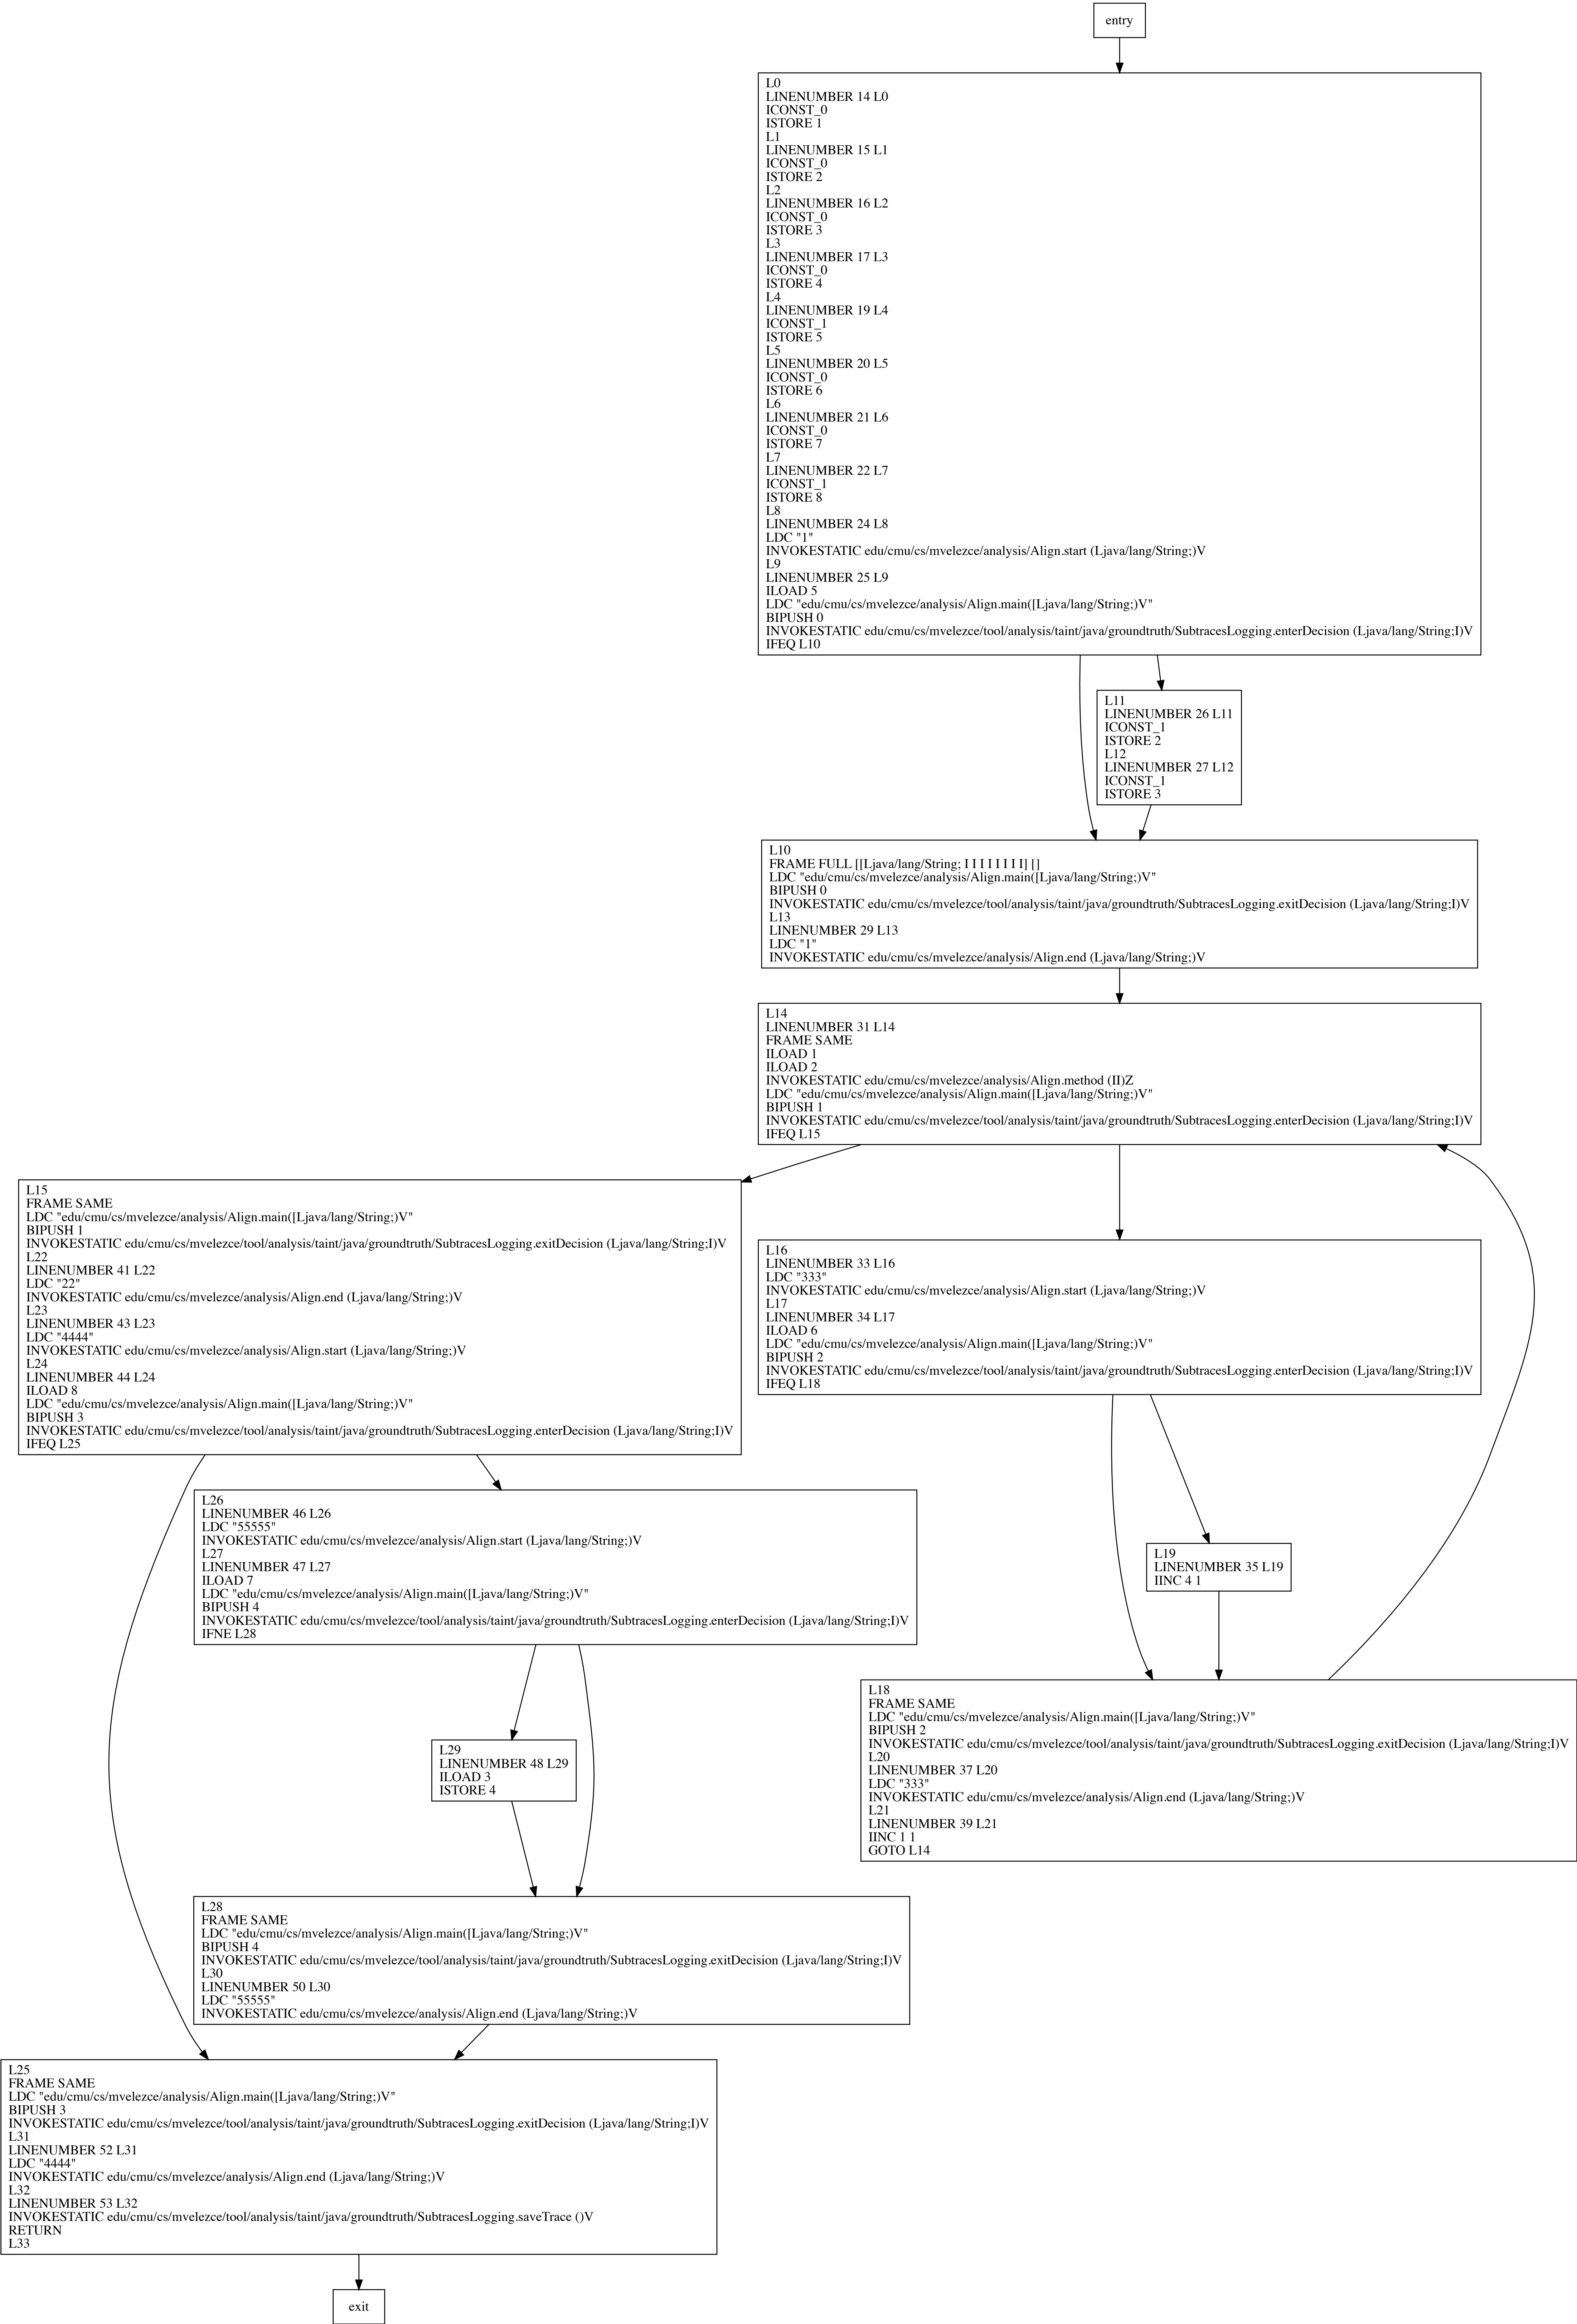 entry
L0
LINENUMBER 14 L0
ICONST_0
ISTORE 1
L1
LINENUMBER 15 L1
ICONST_0
ISTORE 2
L2
LINENUMBER 16 L2
ICONST_0
ISTORE 3
L3
LINENUMBER 17 L3
ICONST_0
ISTORE 4
L4
LINENUMBER 19 L4
ICONST_1
ISTORE 5
L5
LINENUMBER 20 L5
ICONST_0
ISTORE 6
L6
LINENUMBER 21 L6
ICONST_0
ISTORE 7
L7
LINENUMBER 22 L7
ICONST_1
ISTORE 8
L8
LINENUMBER 24 L8
LDC "1"
INVOKESTATIC edu/cmu/cs/mvelezce/analysis/Align.start (Ljava/lang/String;)V
L9
LINENUMBER 25 L9
ILOAD 5
LDC "edu/cmu/cs/mvelezce/analysis/Align.main([Ljava/lang/String;)V"
BIPUSH 0
INVOKESTATIC edu/cmu/cs/mvelezce/tool/analysis/taint/java/groundtruth/SubtracesLogging.enterDecision (Ljava/lang/String;I)V
IFEQ L10
L11
LINENUMBER 26 L11
ICONST_1
ISTORE 2
L12
LINENUMBER 27 L12
ICONST_1
ISTORE 3
L10
FRAME FULL [[Ljava/lang/String; I I I I I I I I] []
LDC "edu/cmu/cs/mvelezce/analysis/Align.main([Ljava/lang/String;)V"
BIPUSH 0
INVOKESTATIC edu/cmu/cs/mvelezce/tool/analysis/taint/java/groundtruth/SubtracesLogging.exitDecision (Ljava/lang/String;I)V
L13
LINENUMBER 29 L13
LDC "1"
INVOKESTATIC edu/cmu/cs/mvelezce/analysis/Align.end (Ljava/lang/String;)V
L14
LINENUMBER 31 L14
FRAME SAME
ILOAD 1
ILOAD 2
INVOKESTATIC edu/cmu/cs/mvelezce/analysis/Align.method (II)Z
LDC "edu/cmu/cs/mvelezce/analysis/Align.main([Ljava/lang/String;)V"
BIPUSH 1
INVOKESTATIC edu/cmu/cs/mvelezce/tool/analysis/taint/java/groundtruth/SubtracesLogging.enterDecision (Ljava/lang/String;I)V
IFEQ L15
L15
FRAME SAME
LDC "edu/cmu/cs/mvelezce/analysis/Align.main([Ljava/lang/String;)V"
BIPUSH 1
INVOKESTATIC edu/cmu/cs/mvelezce/tool/analysis/taint/java/groundtruth/SubtracesLogging.exitDecision (Ljava/lang/String;I)V
L22
LINENUMBER 41 L22
LDC "22"
INVOKESTATIC edu/cmu/cs/mvelezce/analysis/Align.end (Ljava/lang/String;)V
L23
LINENUMBER 43 L23
LDC "4444"
INVOKESTATIC edu/cmu/cs/mvelezce/analysis/Align.start (Ljava/lang/String;)V
L24
LINENUMBER 44 L24
ILOAD 8
LDC "edu/cmu/cs/mvelezce/analysis/Align.main([Ljava/lang/String;)V"
BIPUSH 3
INVOKESTATIC edu/cmu/cs/mvelezce/tool/analysis/taint/java/groundtruth/SubtracesLogging.enterDecision (Ljava/lang/String;I)V
IFEQ L25
L16
LINENUMBER 33 L16
LDC "333"
INVOKESTATIC edu/cmu/cs/mvelezce/analysis/Align.start (Ljava/lang/String;)V
L17
LINENUMBER 34 L17
ILOAD 6
LDC "edu/cmu/cs/mvelezce/analysis/Align.main([Ljava/lang/String;)V"
BIPUSH 2
INVOKESTATIC edu/cmu/cs/mvelezce/tool/analysis/taint/java/groundtruth/SubtracesLogging.enterDecision (Ljava/lang/String;I)V
IFEQ L18
L26
LINENUMBER 46 L26
LDC "55555"
INVOKESTATIC edu/cmu/cs/mvelezce/analysis/Align.start (Ljava/lang/String;)V
L27
LINENUMBER 47 L27
ILOAD 7
LDC "edu/cmu/cs/mvelezce/analysis/Align.main([Ljava/lang/String;)V"
BIPUSH 4
INVOKESTATIC edu/cmu/cs/mvelezce/tool/analysis/taint/java/groundtruth/SubtracesLogging.enterDecision (Ljava/lang/String;I)V
IFNE L28
L19
LINENUMBER 35 L19
IINC 4 1
L29
LINENUMBER 48 L29
ILOAD 3
ISTORE 4
L18
FRAME SAME
LDC "edu/cmu/cs/mvelezce/analysis/Align.main([Ljava/lang/String;)V"
BIPUSH 2
INVOKESTATIC edu/cmu/cs/mvelezce/tool/analysis/taint/java/groundtruth/SubtracesLogging.exitDecision (Ljava/lang/String;I)V
L20
LINENUMBER 37 L20
LDC "333"
INVOKESTATIC edu/cmu/cs/mvelezce/analysis/Align.end (Ljava/lang/String;)V
L21
LINENUMBER 39 L21
IINC 1 1
GOTO L14
L28
FRAME SAME
LDC "edu/cmu/cs/mvelezce/analysis/Align.main([Ljava/lang/String;)V"
BIPUSH 4
INVOKESTATIC edu/cmu/cs/mvelezce/tool/analysis/taint/java/groundtruth/SubtracesLogging.exitDecision (Ljava/lang/String;I)V
L30
LINENUMBER 50 L30
LDC "55555"
INVOKESTATIC edu/cmu/cs/mvelezce/analysis/Align.end (Ljava/lang/String;)V
L25
FRAME SAME
LDC "edu/cmu/cs/mvelezce/analysis/Align.main([Ljava/lang/String;)V"
BIPUSH 3
INVOKESTATIC edu/cmu/cs/mvelezce/tool/analysis/taint/java/groundtruth/SubtracesLogging.exitDecision (Ljava/lang/String;I)V
L31
LINENUMBER 52 L31
LDC "4444"
INVOKESTATIC edu/cmu/cs/mvelezce/analysis/Align.end (Ljava/lang/String;)V
L32
LINENUMBER 53 L32
INVOKESTATIC edu/cmu/cs/mvelezce/tool/analysis/taint/java/groundtruth/SubtracesLogging.saveTrace ()V
RETURN
L33
exit